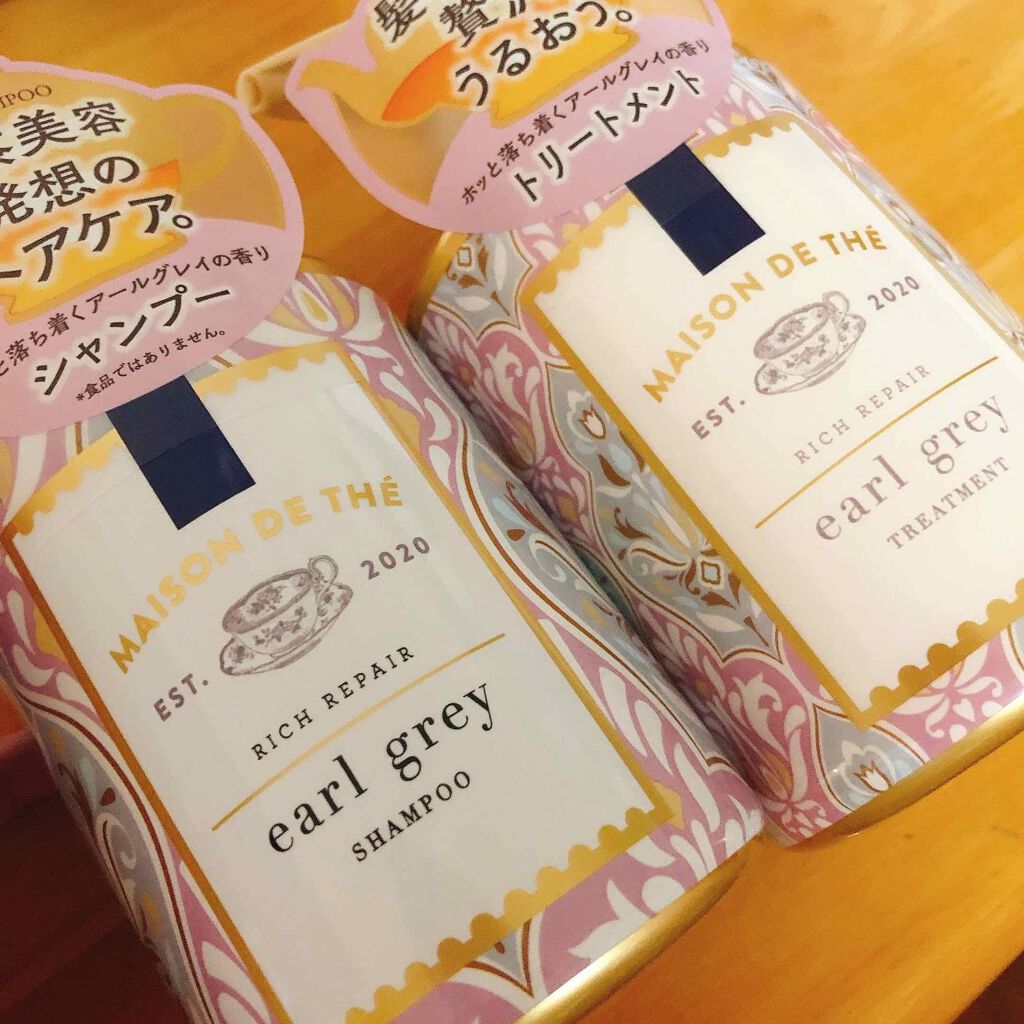 美容
発想の
ヘアケア。
落ち着くアールグレイの香り
シャンプー
*食品ではありません。
MAISON DE THÉ
EST. 2020
RICH REPAIR
earl grey
SHAMPOO
髪
うるおう。
ホッと落ち着くアールグレイの香り
トリートメント
MAISON DE THÉ
EST. 2020
RICH REPAIR
earl grey
TREATMENT